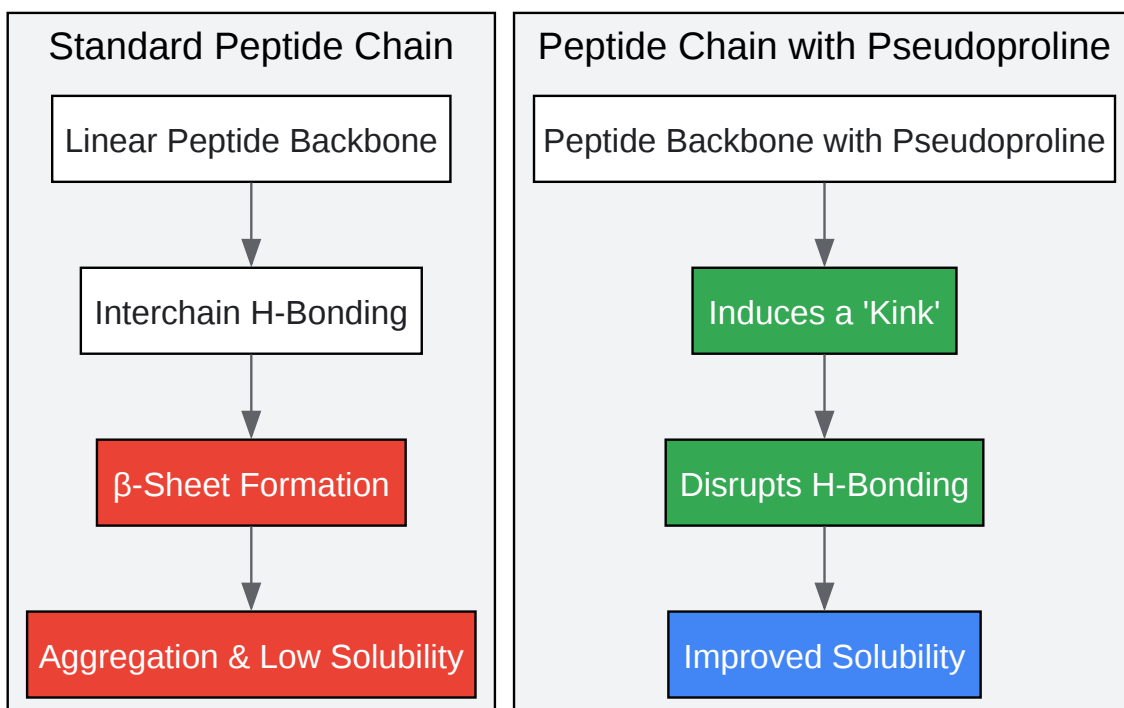 Standard Peptide Chain
Linear Peptide Backbone
Interchain H-Bonding
β-Sheet Formation
Aggregation & Low Solubility
Peptide Chain with Pseudoproline
Peptide Backbone with Pseudoproline
Induces a 'Kink'
Disrupts H-Bonding
Improved Solubility